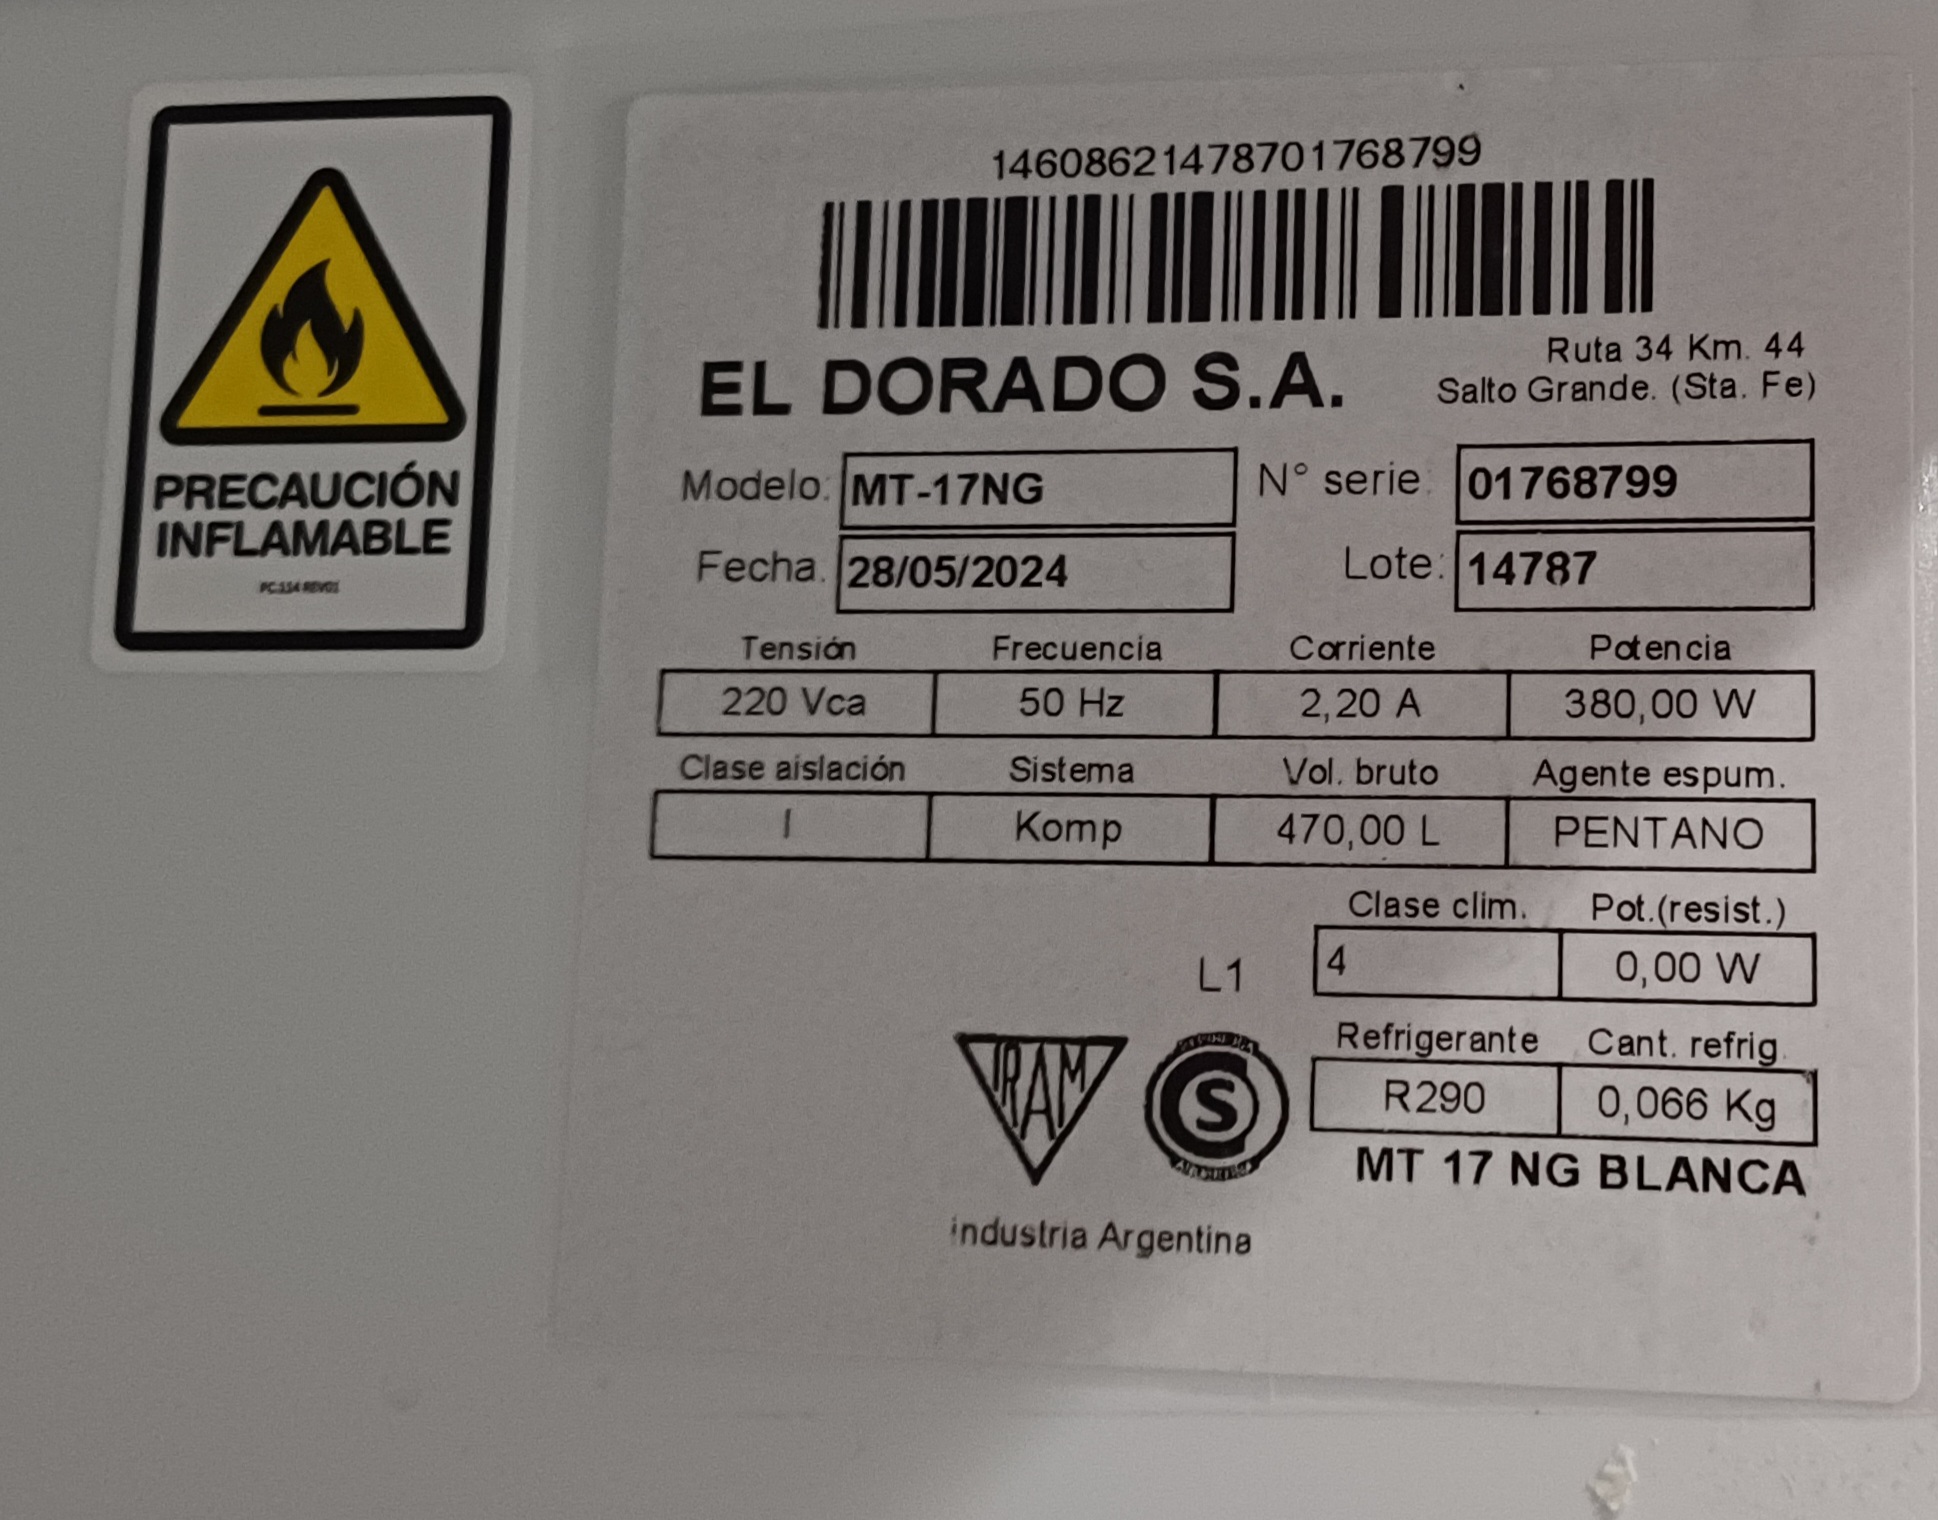 PRECAUCIÓN
INFLAMABLE
14608621478701768799
EL DORADO S.A.
Ruta 34 Km. 44
Salto Grande. (Sta. Fe)
Modelo: MT-17NG N° serie: 01768799
Fecha. 28/05/2024 Lote: 14787
Tensión Frecuencia Corriente Potencia
220 Vca 50 Hz 2,20 A 380,00 W
Clase aislación Sistema Vol. bruto Agente espum.
I Komp 470,00 L PENTANO
Clase clim. Pot.(resist.)
L1 4 0,00 W
Refrigerante Cant. refrig.
IRAM S R290 0,066 Kg
MT 17 NG BLANCA
industria Argentina